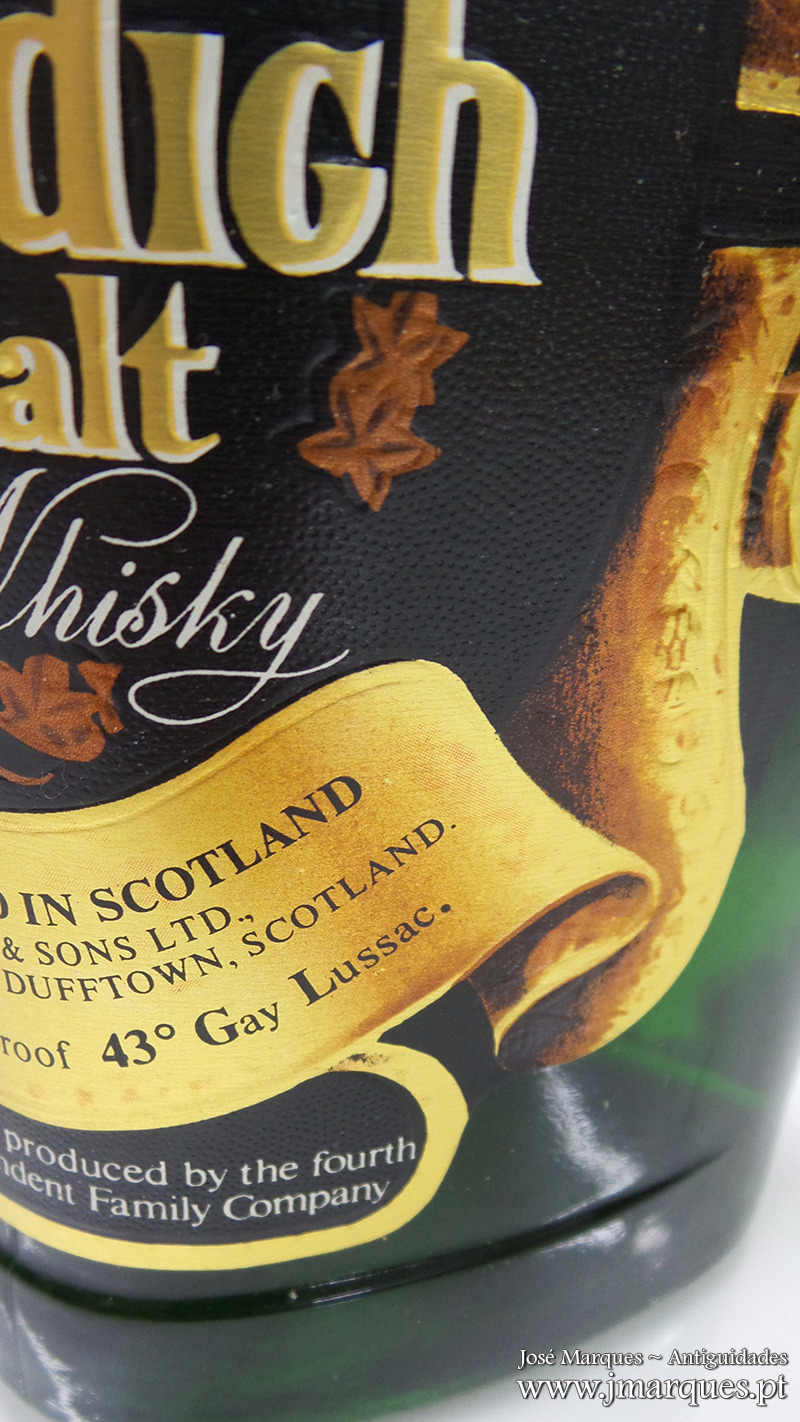 dich
alt
Whisky
IN SCOTLAND
& SONS LTD.,
DUFFTOWN, SCOTLAND.
roof 43° Gay Lussac.
produced by the fourth
ndent Family Company
José Marques ~ Antiguidades
www.jmarques.pt